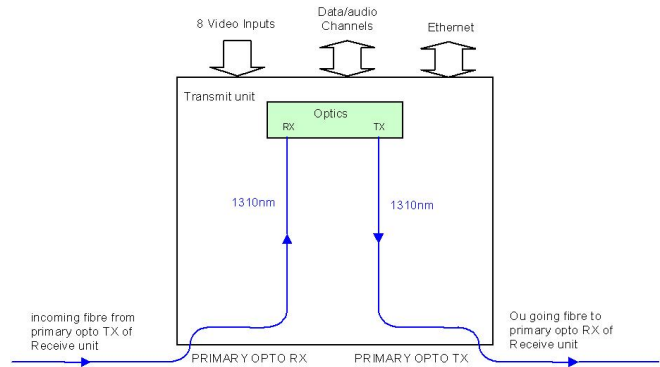 8 Video Inputs
Data/audio
Channels
Ethernet
Transmit unit
Optics
RX
TX
1310nm
1310nm
incoming fibre from
primary opto TX of
Receive unit
Ou going fibre to
primary opto RX of
Receive unit
PRIMARY OPTO RX
PRIMARY OPTO TX